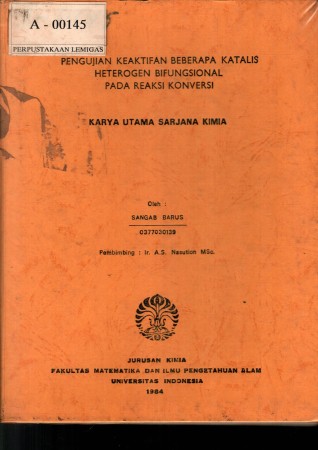 A - 00145
PERPUSTAKAAN LEMIGAS
PENGUJIAN KEAKTIFAN BEBERAPA KATALIS
HETEROGEN BIFUNGSIONAL
PADA REAKSI KONVERSI
KARYA UTAMA SARJANA KIMIA
Oleh :
SANGAB BARUS
0377030139
Pembimbing : Ir. A.S. Nasution MSc.
JURUSAN KIMIA
FAKULTAS MATEMATIKA DAN ILMU PENGETAHUAN ALAM
UNIVERSITAS INDONESIA
1984